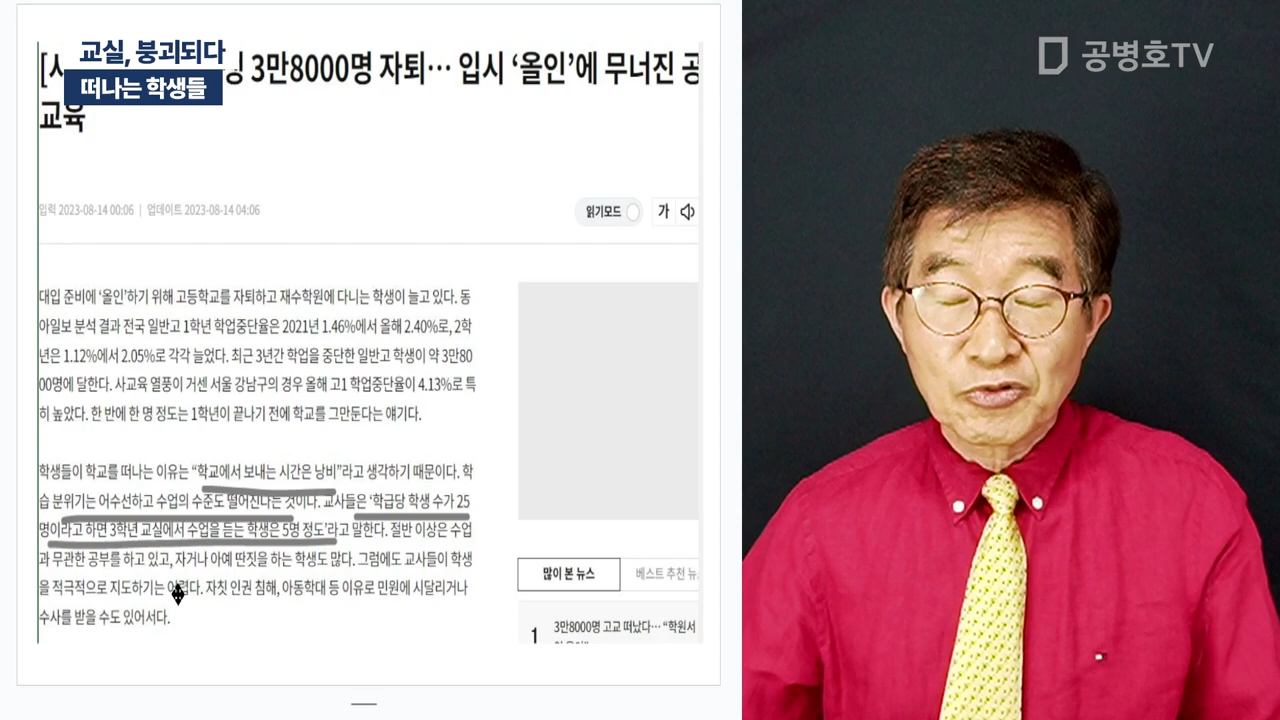 교실, 붕괴되다
떠나는 학생들
3만8000명 자퇴… 입시 ‘올인’에 무너진 공
교육
입력 2023-08-14 00:06 | 업데이트 2023-08-14 04:06
읽기모드
가
대입 준비에 ‘올인’하기 위해 고등학교를 자퇴하고 재수학원에 다니는 학생이 늘고 있다. 동
아일보 분석 결과 전국 일반고 1학년 학업중단율은 2021년 1.46%에서 올해 2.40%로, 2학
년은 1.12%에서 2.05%로 각각 늘었다. 최근 3년간 학업을 중단한 일반고 학생이 약 3만80
00명에 달한다. 사교육 열풍이 거센 서울 강남구의 경우 올해 고1 학업중단율이 4.13%로 특
히 높았다. 한 반에 한 명 정도는 1학년이 끝나기 전에 학교를 그만둔다는 얘기다.
학생들이 학교를 떠나는 이유는 “학교에서 보내는 시간은 낭비”라고 생각하기 때문이다. 학
습 분위기는 어수선하고 수업의 수준도 떨어진다는 것이다. 교사들은 ‘학급당 학생 수가 25
명이라고 하면 3학년 교실에서 수업을 듣는 학생은 5명 정도’라고 말한다. 절반 이상은 수업
과 무관한 공부를 하고 있고, 자거나 아예 딴짓을 하는 학생도 많다. 그럼에도 교사들이 학생
을 적극적으로 지도하기는 어렵다. 자칫 인권 침해, 아동학대 등 이유로 민원에 시달리거나
수사를 받을 수도 있어서다.
많이 본 뉴스
베스트 추천 뉴
1
3만8000명 고교 떠났다… “학원서
공병호TV